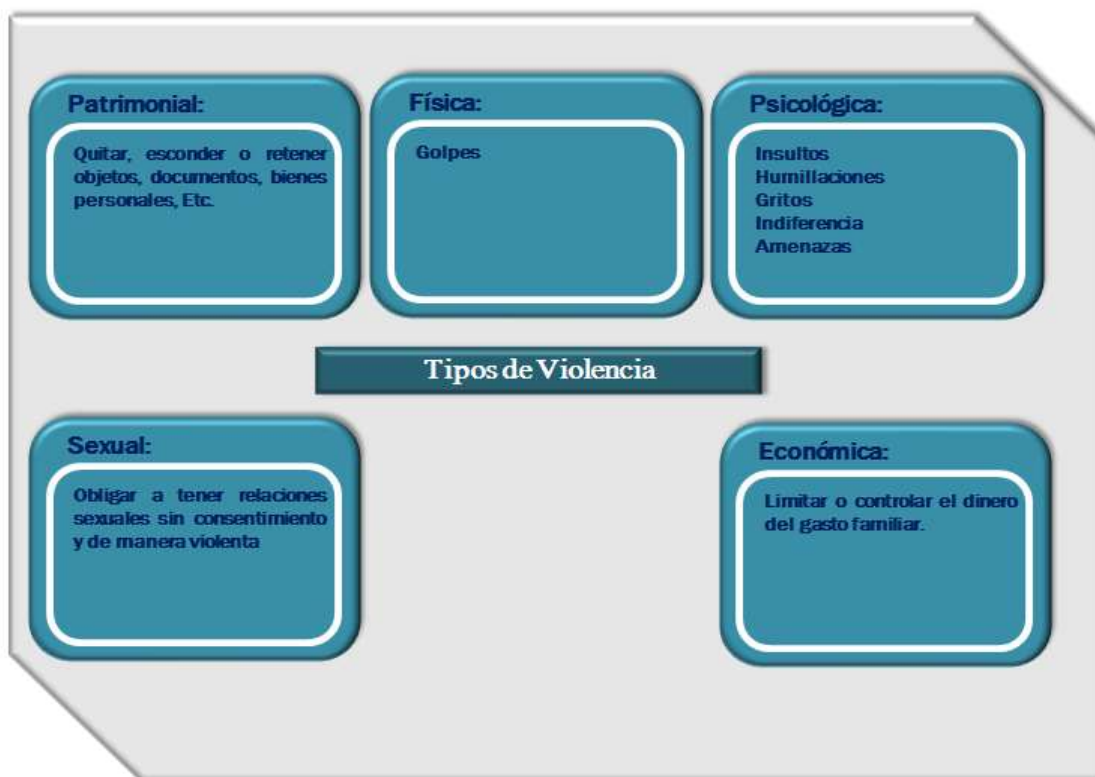 Patrimonial:
Quitar, esconder o retener
objetos, documentos, bienes
personales, Etc.
Física:
Golpes
Psicológica:
Insultos
Humillaciones
Gritos
Indiferencia
Amenazas
Tipos de Violencia
Sexual:
Obligar a tener relaciones
sexuales sin consentimiento
y de manera violenta
Económica:
Limitar o controlar el dinero
del gasto familiar.